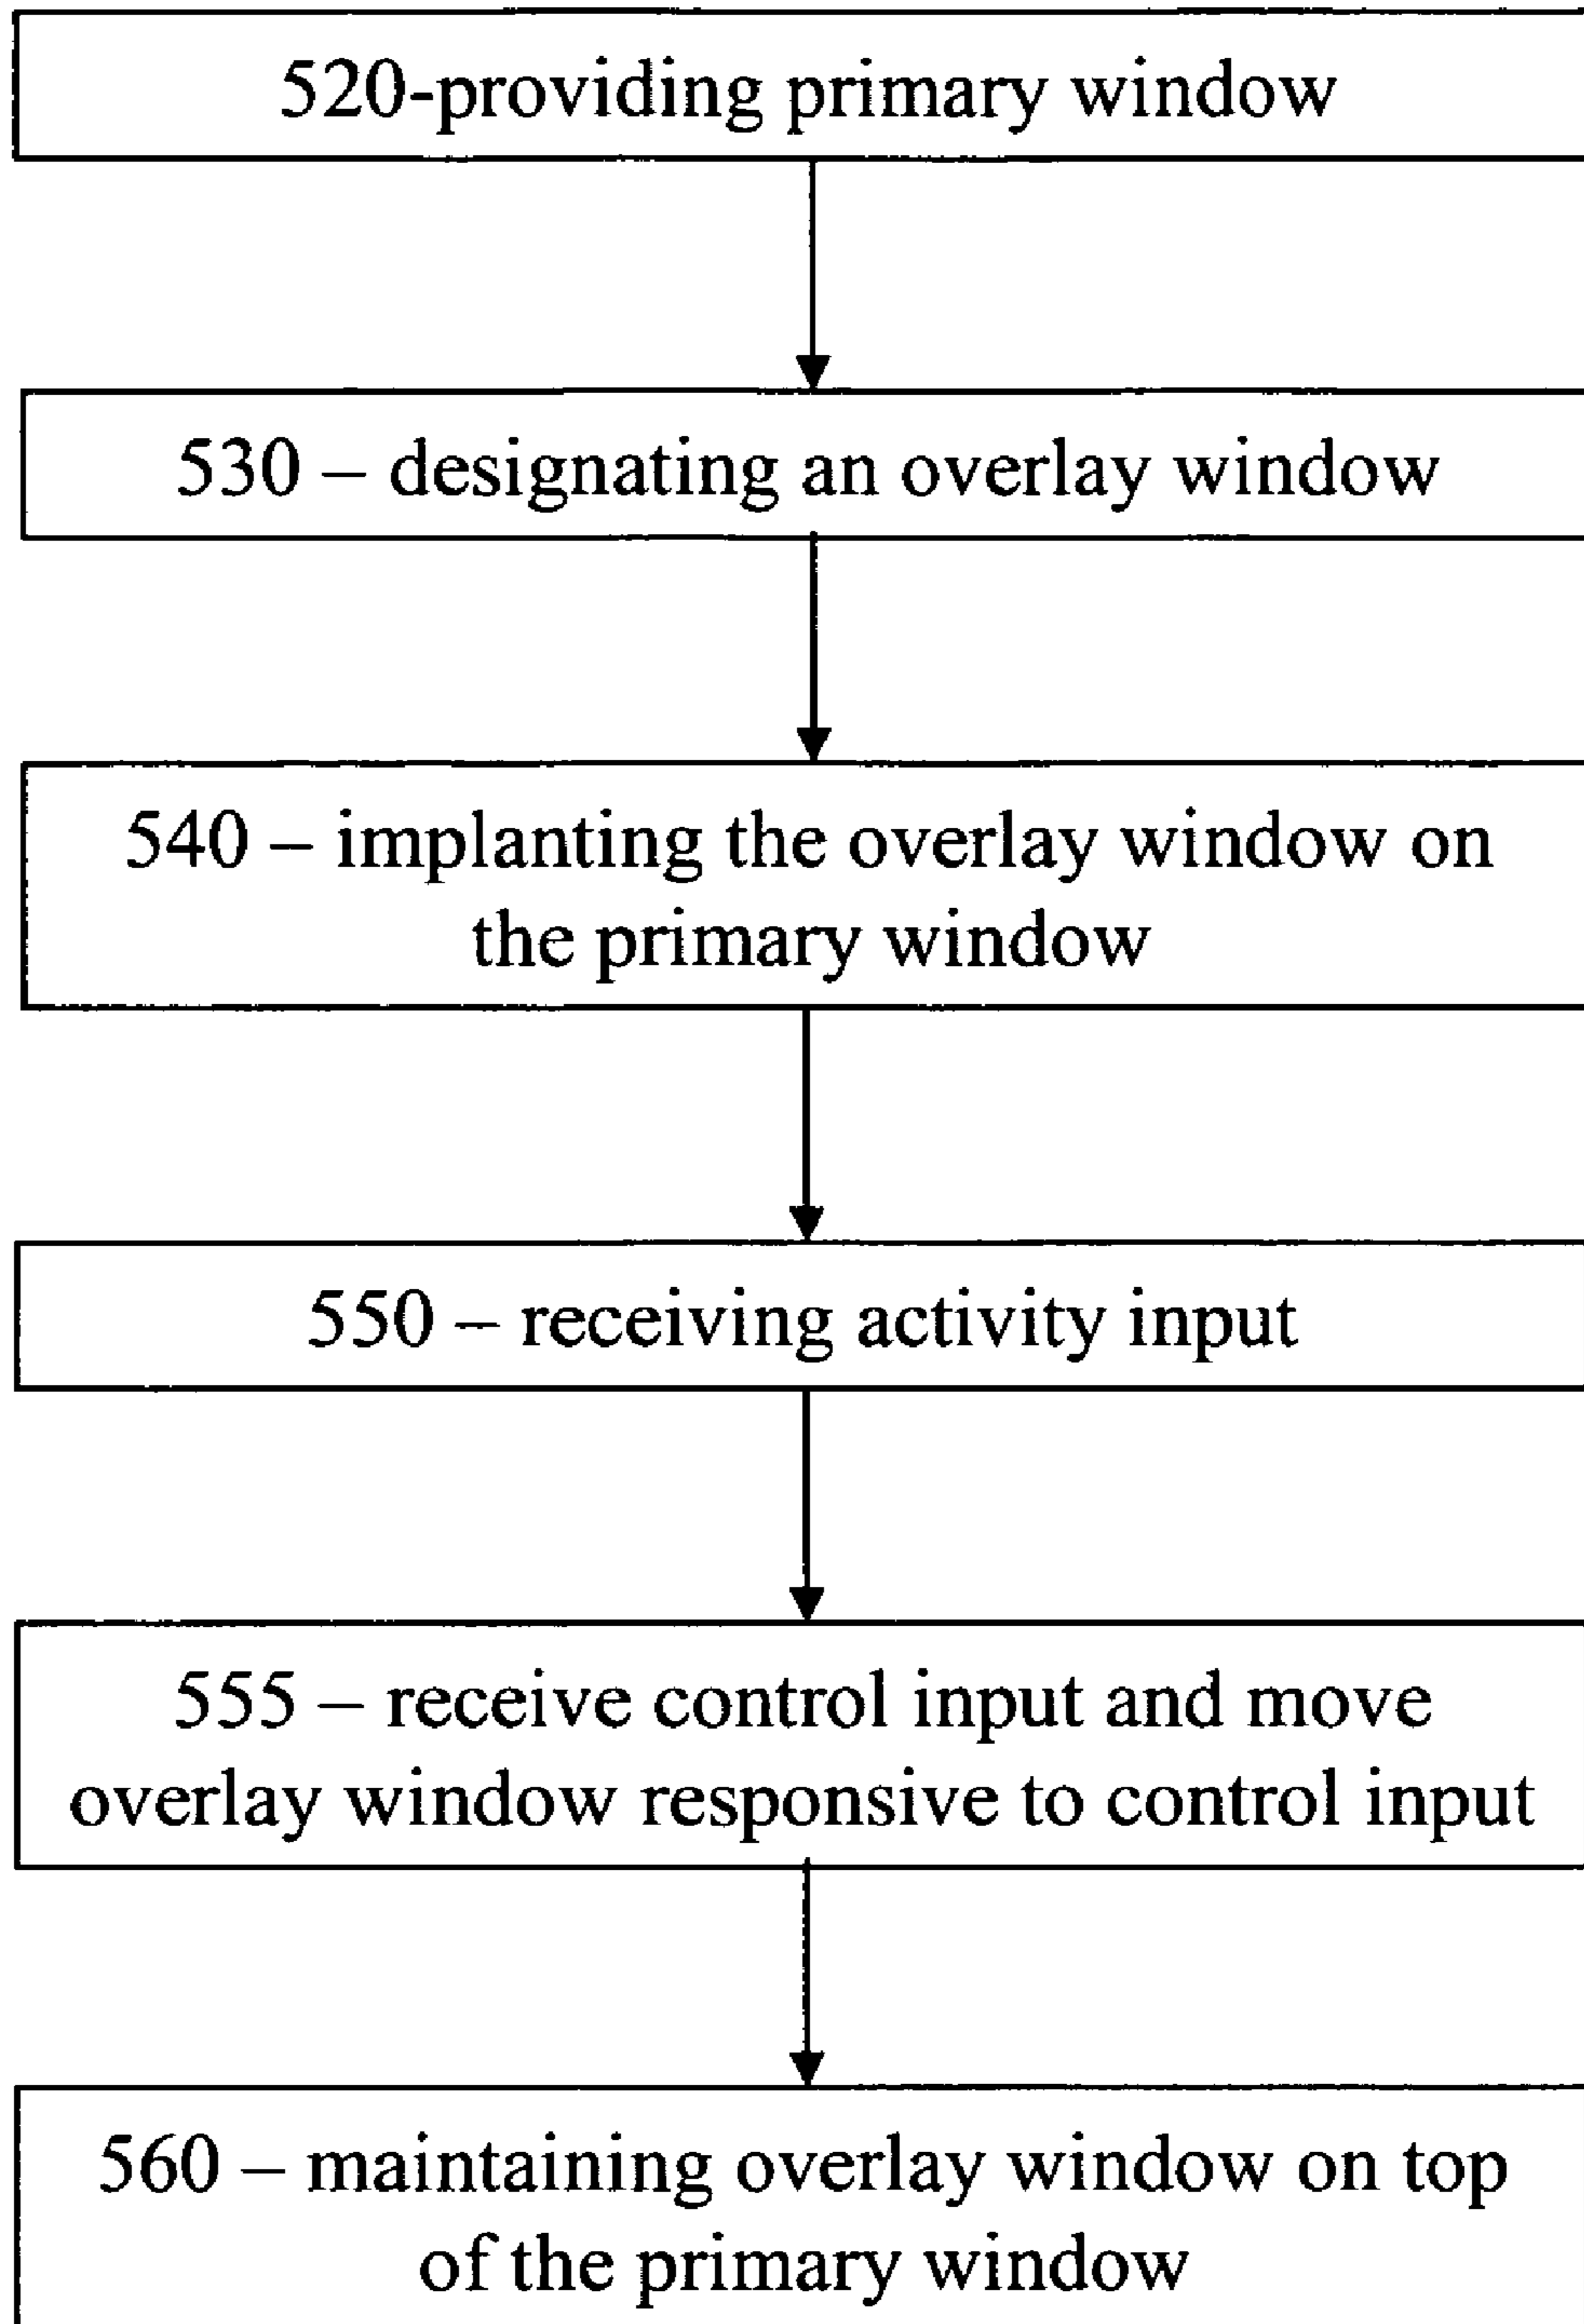 520-providing primary window
530 – designating an overlay window
540 – implanting the overlay window on
the primary window
550 – receiving activity input
555 – receive control input and move
overlay window responsive to control input
560 – maintaining overlay window on top
of the primary window